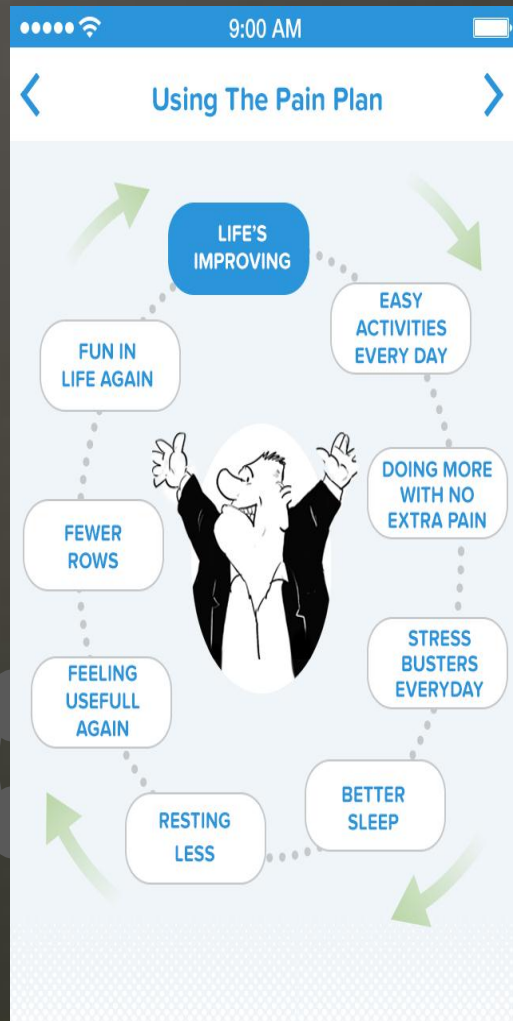 9:00 AM
Using The Pain Plan
LIFE'S
IMPROVING
EASY
ACTIVITIES
EVERY DAY
DOING MORE
WITH NO
EXTRA PAIN
STRESS
BUSTERS
EVERYDAY
BETTER
SLEEP
RESTING
LESS
FEELING
USEFULL
AGAIN
FEWER
ROWS
FUN IN
LIFE AGAIN